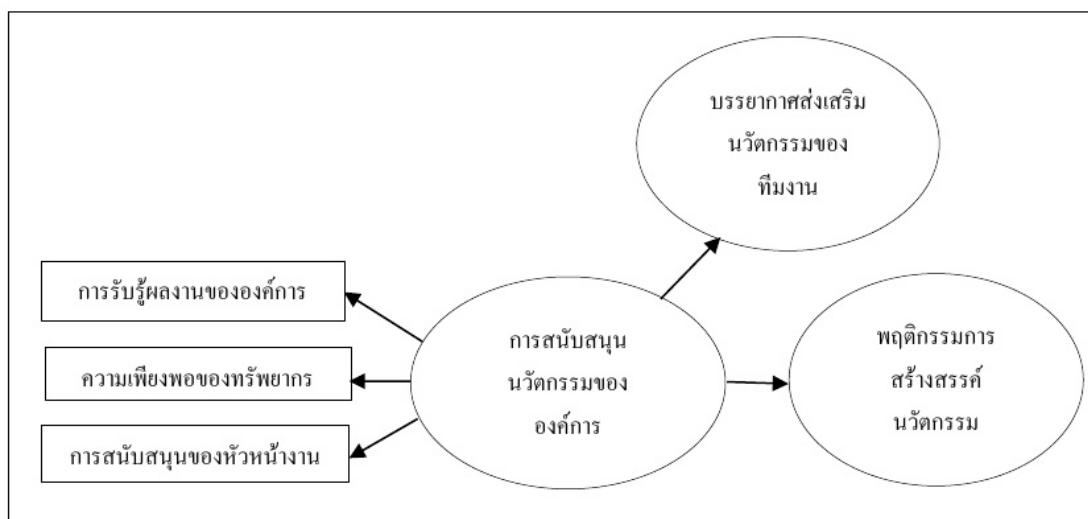 บรรยากาศส่งเสริม
นวัตกรรมของ
ทีมงาน
การรับรู้ผลงานขององค์การ
ความเพียงพอของทรัพยากร
การสนับสนุนของหัวหน้างาน
การสนับสนุน
นวัตกรรมของ
องค์การ
พฤติกรรมการ
สร้างสรรค์
นวัตกรรม